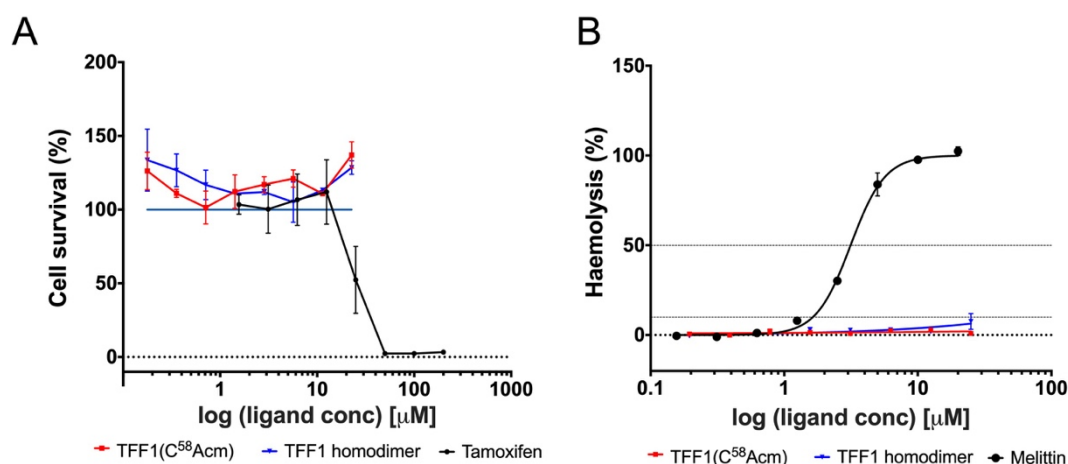 A
200
150
100
50
0
Cell survival (%)
1
10
100
1000
log (ligand conc) [μM]
TFF1(C⁵⁸Acm)
TFF1 homodimer
Tamoxifen
B
150
100
50
0
Haemolysis (%)
0.1
1
10
100
log (ligand conc) [μM]
TFF1(C⁵⁸Acm)
TFF1 homodimer
Melittin